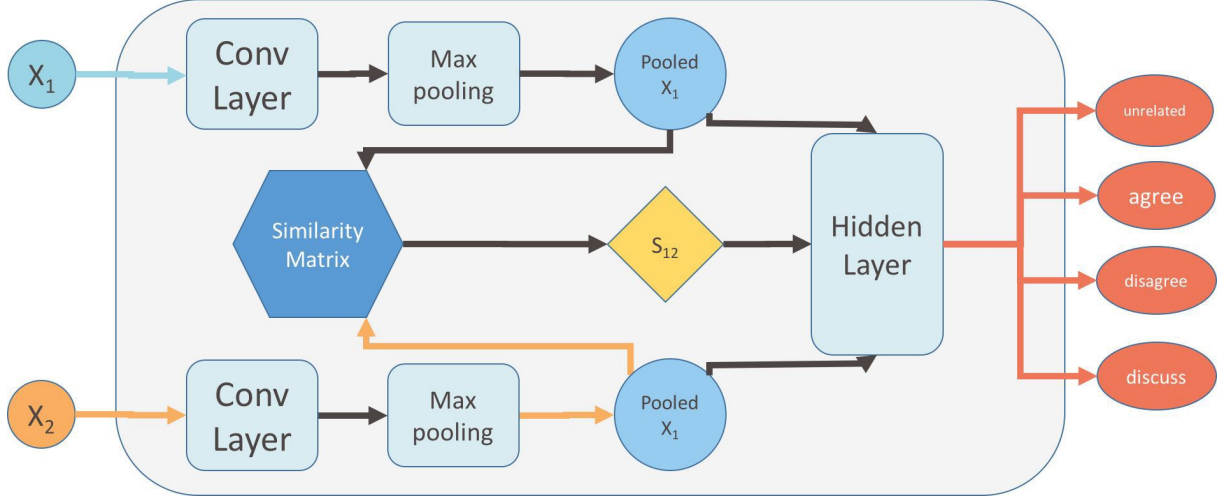 X₁
Conv
Layer
Max
pooling
Pooled
X₁
unrelated
agree
Similarity
Matrix
S₁₂
Hidden
Layer
disagree
X₂
Conv
Layer
Max
pooling
Pooled
X₁
discuss